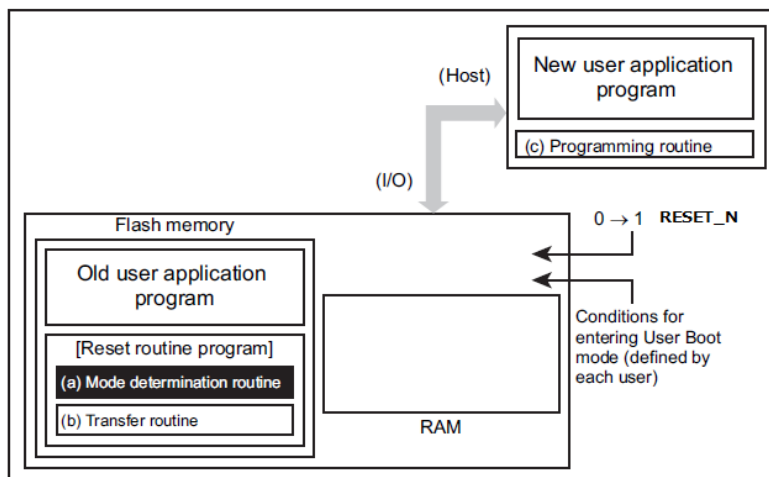 (Host)
New user application
program
(c) Programming routine
(I/O)
Flash memory
0 → 1 RESET_N
Old user application
program
[Reset routine program]
(a) Mode determination routine
(b) Transfer routine
RAM
Conditions for
entering User Boot
mode (defined by
each user)